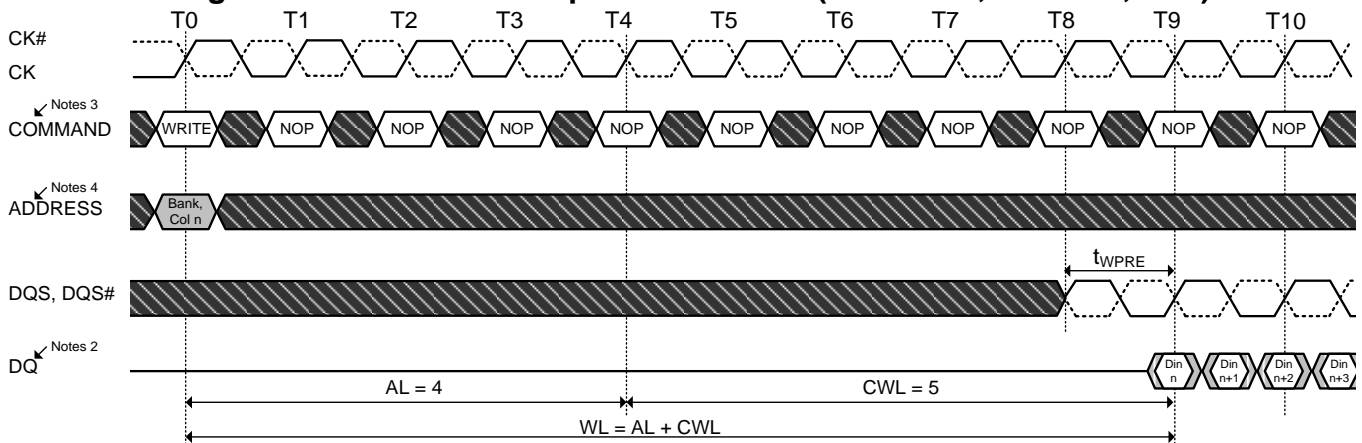 T0 T1 T2 T3 T4 T5 T6 T7 T8 T9 T10
CK#
CK
Notes 3
COMMAND WRITE NOP NOP NOP NOP NOP NOP NOP NOP NOP NOP
Notes 4
ADDRESS Bank,
Col n
tWPRE
DQS, DQS#
Notes 2
DQ Din
n Din
n+1 Din
n+2 Din
n+3
AL = 4 CWL = 5
WL = AL + CWL